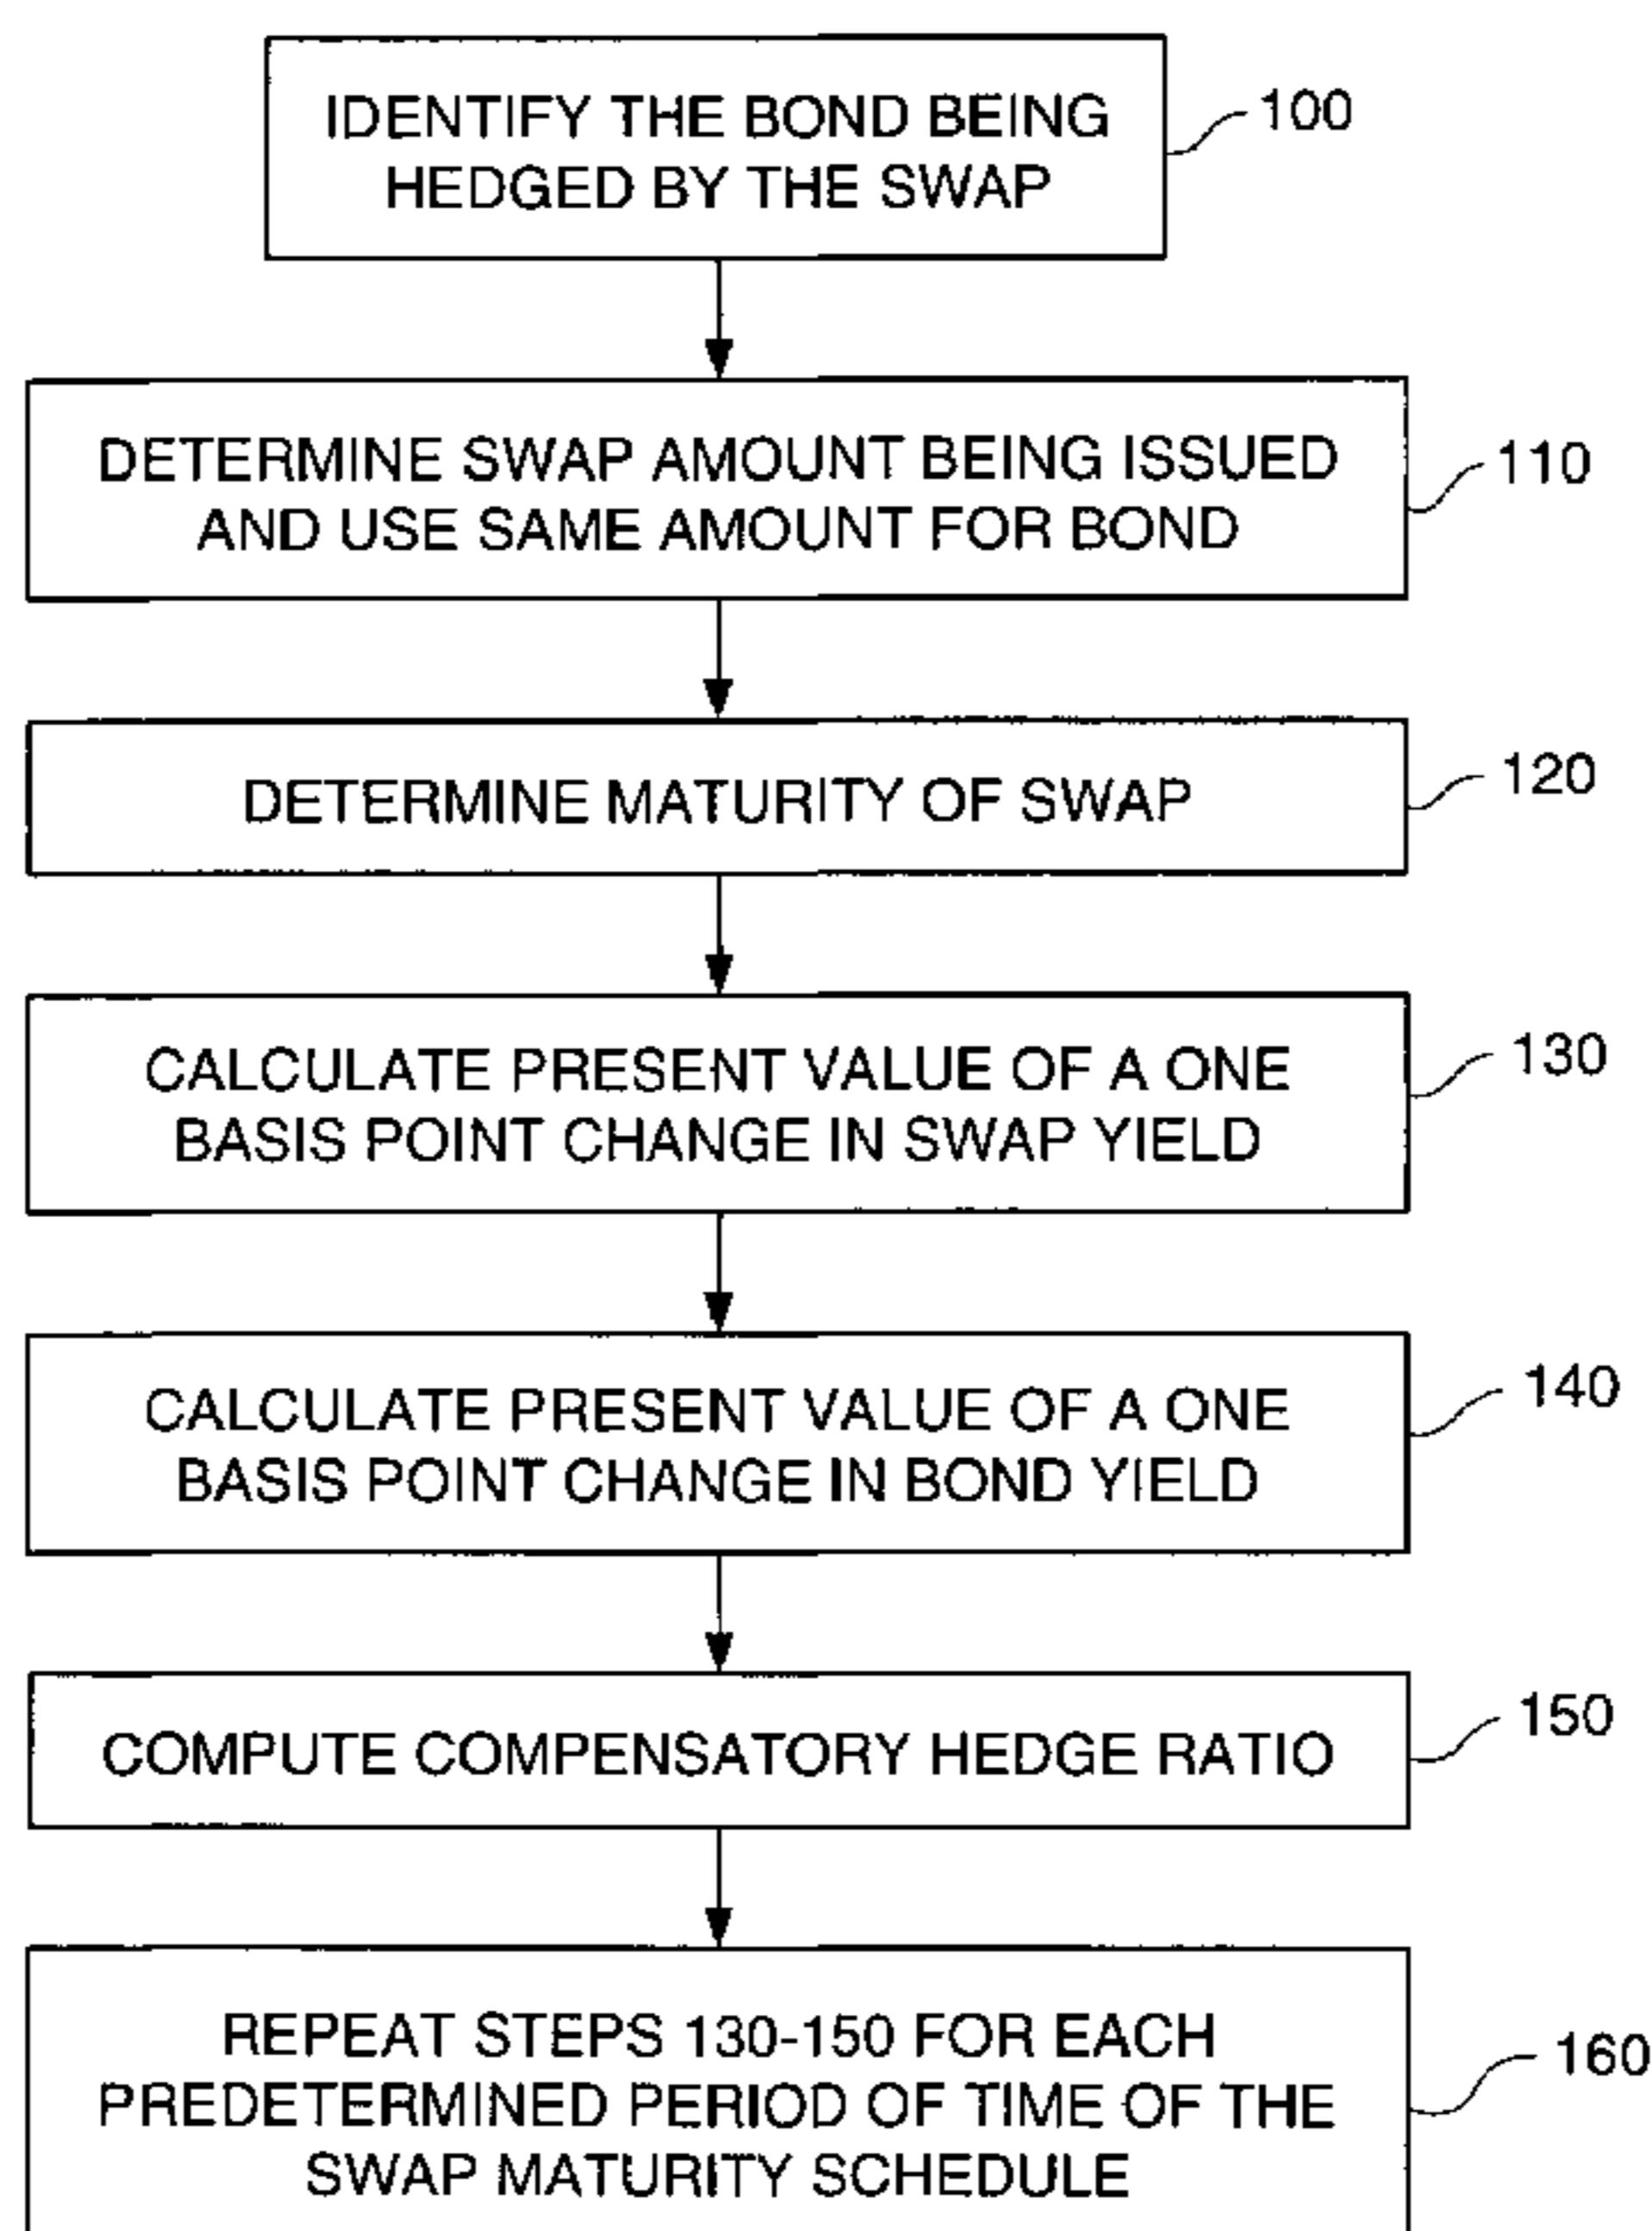 IDENTIFY THE BOND BEING
HEDGED BY THE SWAP
100
DETERMINE SWAP AMOUNT BEING ISSUED
AND USE SAME AMOUNT FOR BOND
110
DETERMINE MATURITY OF SWAP
120
CALCULATE PRESENT VALUE OF A ONE
BASIS POINT CHANGE IN SWAP YIELD
130
CALCULATE PRESENT VALUE OF A ONE
BASIS POINT CHANGE IN BOND YIELD
140
COMPUTE COMPENSATORY HEDGE RATIO
150
REPEAT STEPS 130-150 FOR EACH
PREDETERMINED PERIOD OF TIME OF THE
SWAP MATURITY SCHEDULE
160